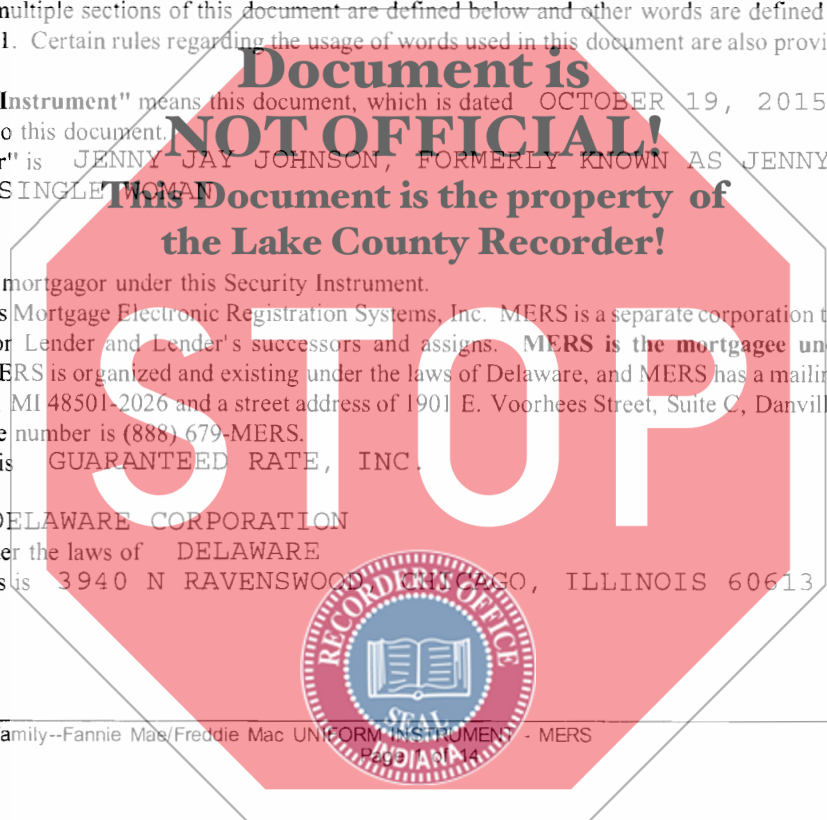 multiple sections of this document are defined below and other words are defined
1. Certain rules regarding the usage of words used in this document are also provi
Document is
Instrument" means this document, which is dated OCTOBER 19, 2015
o this document.
NOT OFFICIAL!
r" is JENNY JAY JOHNSON, FORMERLY KNOWN AS JENNY
SINGLE WOMAN
This Document is the property of
the Lake County Recorder!
mortgagor under this Security Instrument.
s Mortgage Electronic Registration Systems, Inc. MERS is a separate corporation t
or Lender and Lender's successors and assigns. MERS is the mortgagee un
ERS is organized and existing under the laws of Delaware, and MERS has a mailin
MI 48501-2026 and a street address of 1901 E. Voorhees Street, Suite C, Danvill
e number is (888) 679-MERS.
STOP
is GUARANTEED RATE, INC.
DELAWARE CORPORATION
er the laws of DELAWARE
s is 3940 N RAVENSWOOD, CHICAGO, ILLINOIS 60613
RECORDER'S OFFICE
SEAL
INDIANA
amily--Fannie Mae/Freddie Mac UNIFORM INSTRUMENT - MERS
Page 1 of 14